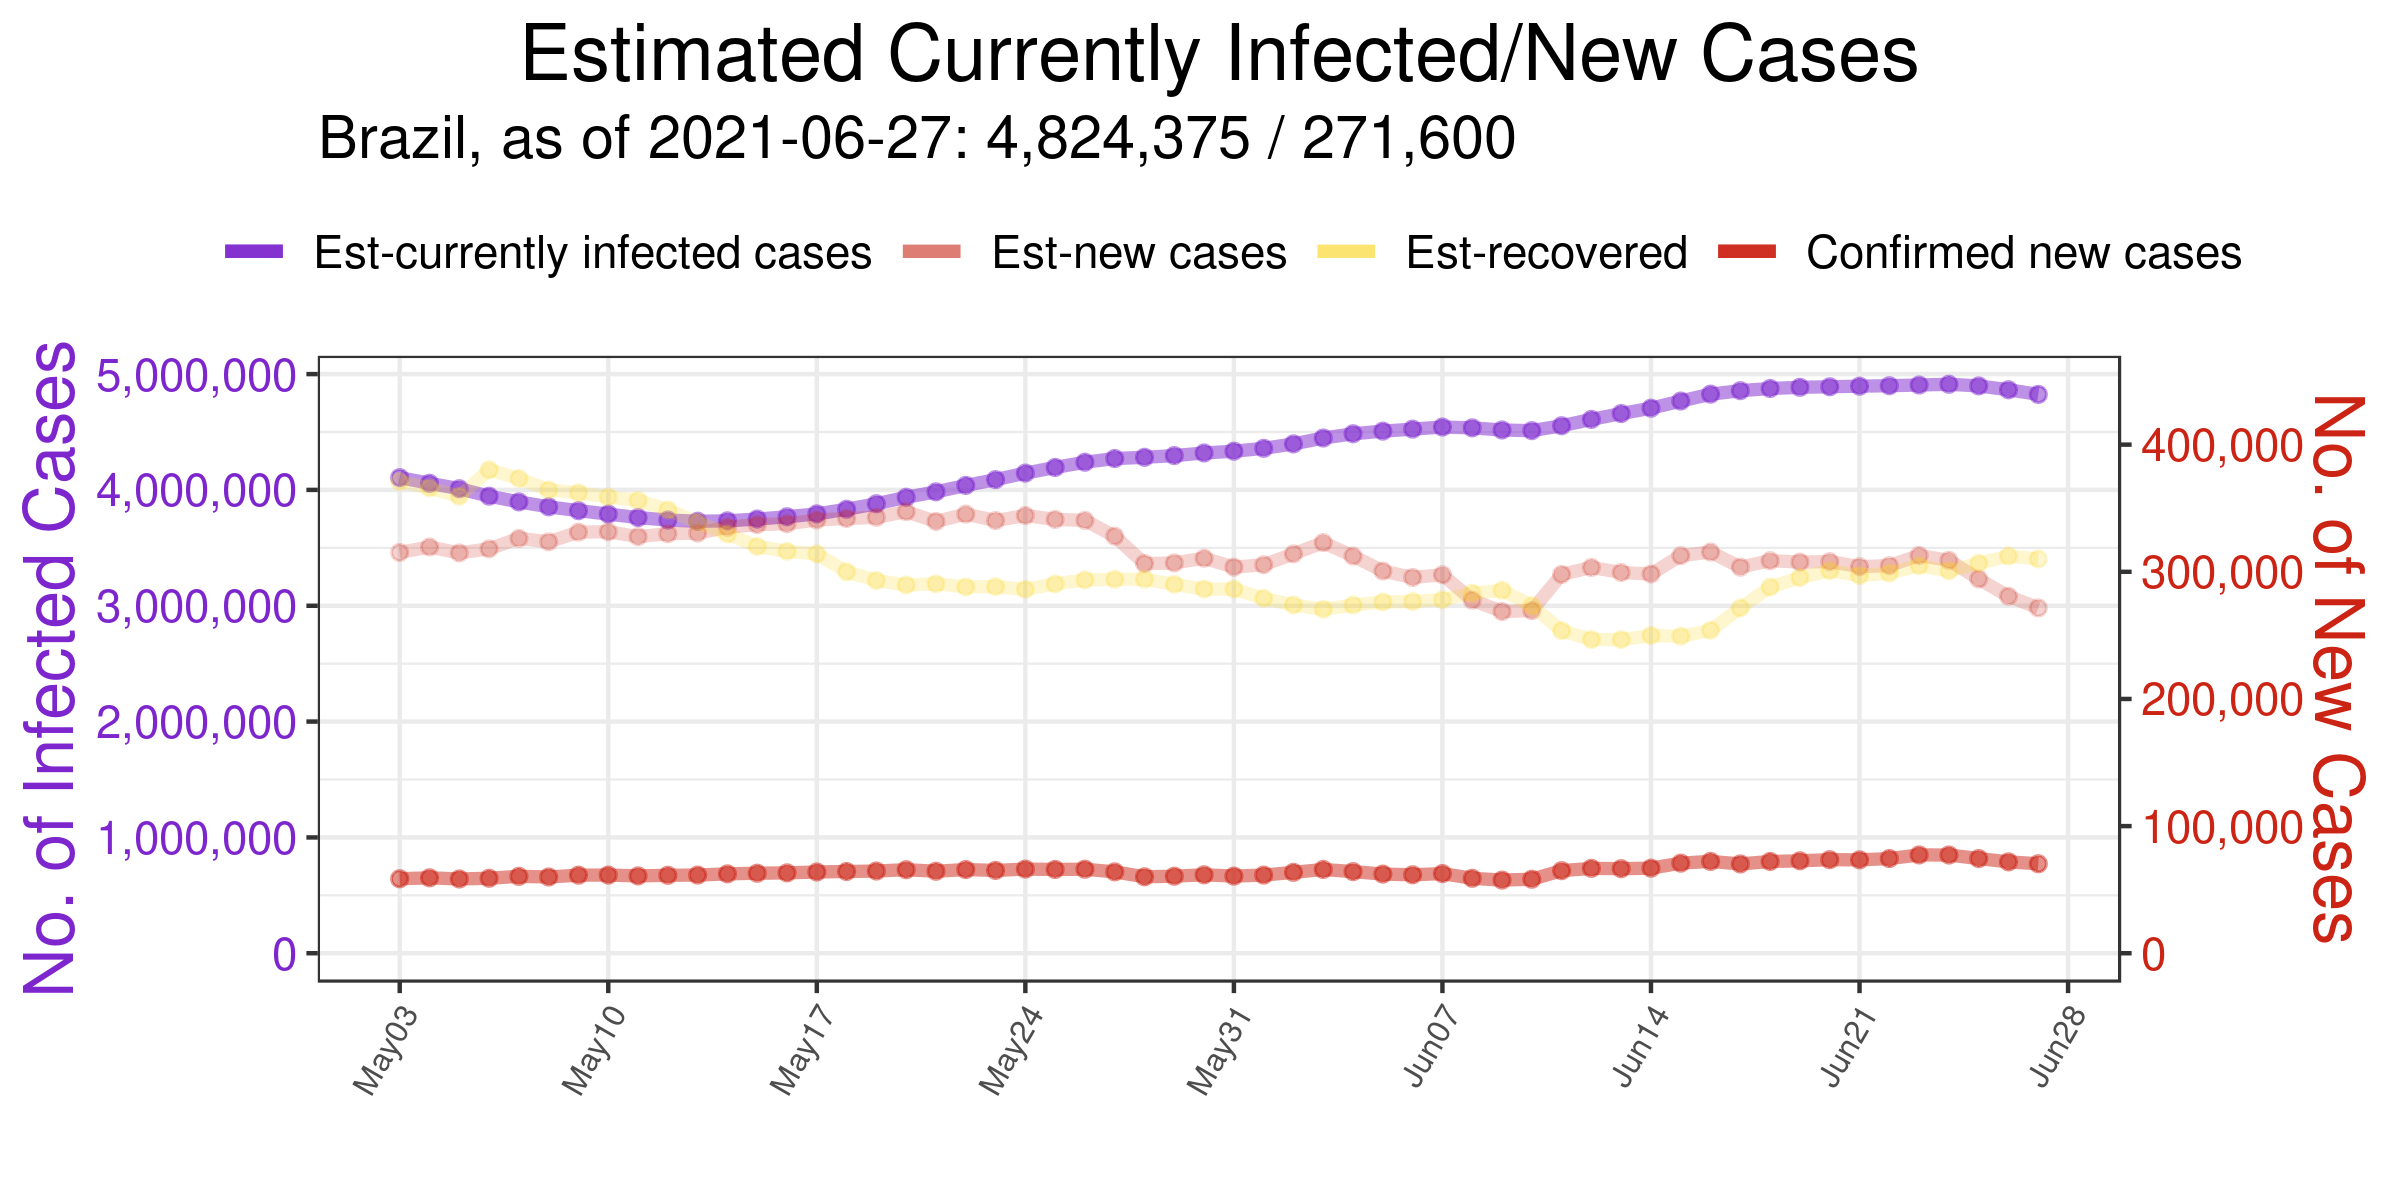 Estimated Currently Infected/New Cases
Brazil, as of 2021-06-27: 4,824,375 / 271,600
Est-currently infected cases Est-new cases Est-recovered Confirmed new cases
No. of Infected Cases
5,000,000
4,000,000
3,000,000
2,000,000
1,000,000
0
400,000
300,000
200,000
100,000
0
No. of New Cases
May03 May10 May17 May24 May31 Jun07 Jun14 Jun21 Jun28